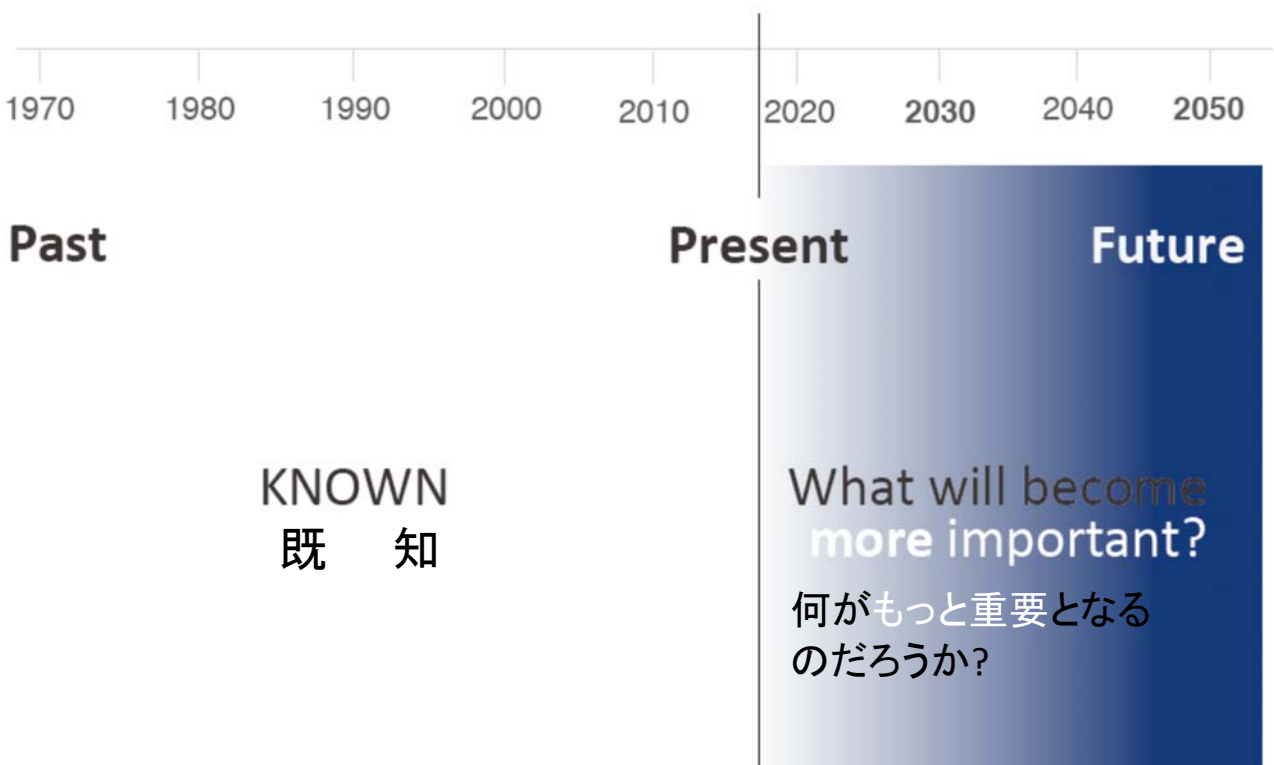 1970 1980 1990 2000 2010 2020 2030 2040 2050
Past Present Future
KNOWN
既 知
What will become
more important?
何がもっと重要となる
のだろうか?